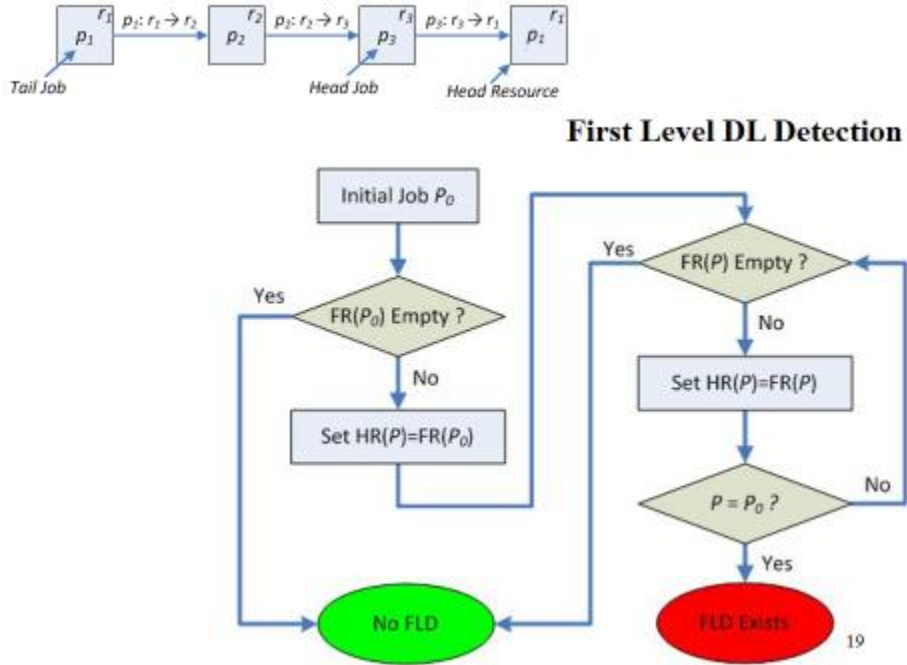 r₁ p₁: r₁ → r₂ r₂ p₁: r₂ → r₃ r₃ p₃: r₃ → r₁ r₁
p₁ p₂ p₃ p₁
Tail Job Head Job Head Resource
First Level DL Detection
Initial Job P₀
FR(P₀) Empty ?
Yes
No
Set HR(P)=FR(P₀)
FR(P) Empty ?
Yes
No
Set HR(P)=FR(P)
P = P₀ ?
No
Yes
No FLD
FLD Exists
19